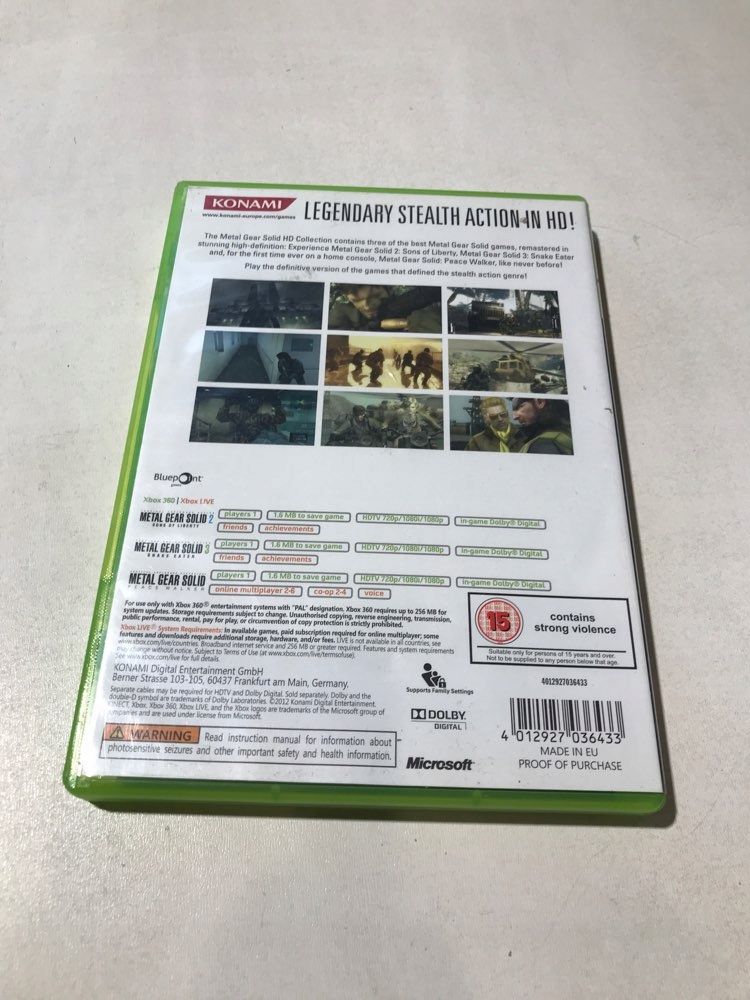 KONAMI
www.konami-europe.com/games
LEGENDARY STEALTH ACTION IN HD!
The Metal Gear Solid HD Collection contains three of the best Metal Gear Solid games, remastered in
stunning high-definition: Experience Metal Gear Solid 2: Sons of Liberty, Metal Gear Solid 3: Snake Eater
and, for the first time ever on a home console, Metal Gear Solid: Peace Walker, like never before!
Play the definitive version of the games that defined the stealth action genre!
Bluepoint
games
Xbox 360 | Xbox LIVE
METAL GEAR SOLID 2
SONS OF LIBERTY
players 1
1.6 MB to save game
HDTV 720p/1080i/1080p
in-game Dolby® Digital
friends
achievements
METAL GEAR SOLID 3
SNAKE EATER
players 1
1.6 MB to save game
HDTV 720p/1080i/1080p
in-game Dolby® Digital
friends
achievements
METAL GEAR SOLID
PEACE WALKER
players 1
1.6 MB to save game
HDTV 720p/1080i/1080p
in-game Dolby® Digital
online multiplayer 2-6
co-op 2-4
voice
For use only with Xbox 360® entertainment systems with "PAL" designation. Xbox 360 requires up to 256 MB for
system updates. Storage requirements subject to change. Unauthorised copying, reverse engineering, transmission,
public performance, rental, pay for play, or circumvention of copy protection is strictly prohibited.
Xbox LIVE® System Requirements: In available games, paid subscription required for online multiplayer; some
features and downloads require additional storage, hardware, and/or fees. LIVE is not available in all countries, see
www.xbox.com/live/countries. Broadband internet service and 256 MB or greater required. Features and system requirements
may change without notice. Subject to Terms of Use (at www.xbox.com/live/termsofuse).
See www.xbox.com/live for full details.
KONAMI Digital Entertainment GmbH
Berner Strasse 103-105, 60437 Frankfurt am Main, Germany.
Separate cables may be required for HDTV and Dolby Digital. Sold separately. Dolby and the
double-D symbol are trademarks of Dolby Laboratories. ©2012 Konami Digital Entertainment.
KINECT, Xbox, Xbox 360, Xbox LIVE, and the Xbox logos are trademarks of the Microsoft group of
companies and are used under license from Microsoft.
WARNING Read instruction manual for information about
photosensitive seizures and other important safety and health information.
15
contains
strong violence
Suitable only for persons of 15 years and over.
Not to be supplied to any person below that age.
Supports Family Settings
DOLBY
DIGITAL
Microsoft
4012927036433
4 012927 036433
MADE IN EU
PROOF OF PURCHASE